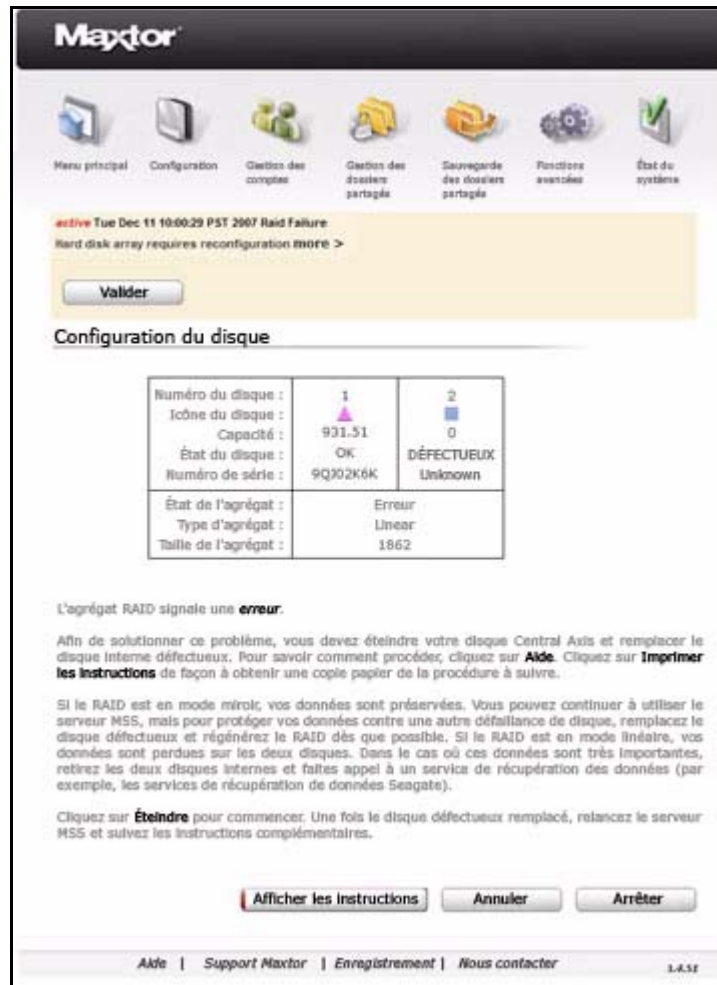 Maxtor
Menu principal
Configuration
Gestion des comptes
Gestion des dossiers partagés
Sauvegarde des dossiers partagés
Fonctions avancées
État du système
active Tue Dec 11 10:00:29 PST 2007 Raid Failure
Hard disk array requires reconfiguration more >
Valider
Configuration du disque
Numéro du disque : 1 2
Icône du disque :
Capacité : 931.51 0
État du disque : OK DÉFECTUEUX
Numéro de série : 9QJ02K6K Unknown
État de l'agrégat : Erreur
Type d'agrégat : Linear
Taille de l'agrégat : 1862
L'agrégat RAID signale une erreur.
Afin de solutionner ce problème, vous devez éteindre votre disque Central Axis et remplacer le
disque interne défectueux. Pour savoir comment procéder, cliquez sur Aide. Cliquez sur Imprimer
les instructions de façon à obtenir une copie papier de la procédure à suivre.
Si le RAID est en mode miroir, vos données sont préservées. Vous pouvez continuer à utiliser le
serveur MSS, mais pour protéger vos données contre une autre défaillance de disque, remplacez le
disque défectueux et régénérez le RAID dès que possible. Si le RAID est en mode linéaire, vos
données sont perdues sur les deux disques. Dans le cas où ces données sont très importantes,
retirez les deux disques internes et faites appel à un service de récupération des données (par
exemple, les services de récupération de données Seagate).
Cliquez sur Éteindre pour commencer. Une fois le disque défectueux remplacé, relancez le serveur
MSS et suivez les instructions complémentaires.
Afficher les instructions
Annuler
Arrêter
Aide | Support Maxtor | Enregistrement | Nous contacter
1.4.51